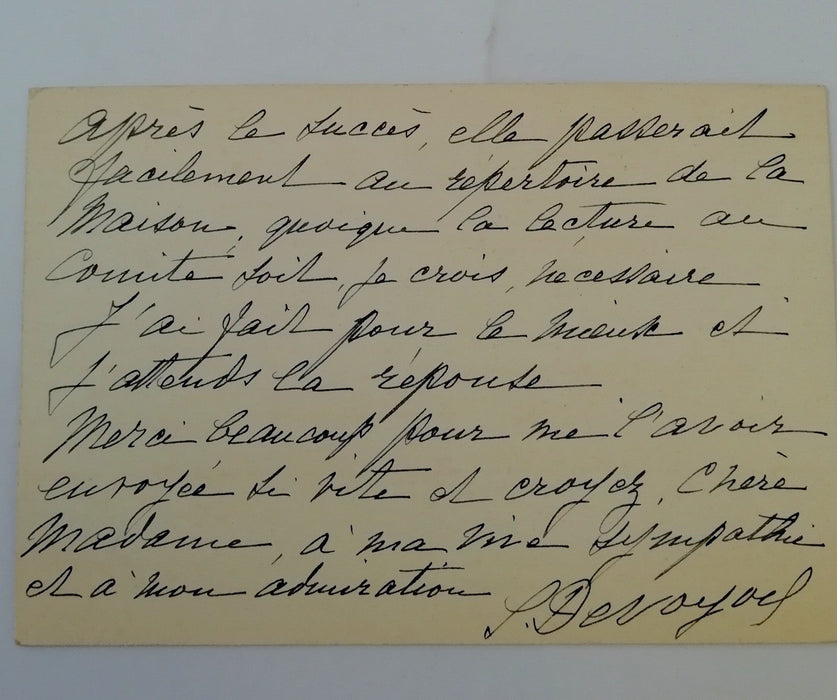 Après le succès, elle passerait
facilement au répertoire de la
Maison, quoique la lecture au
Comité soit, je crois, nécessaire
J'ai fait pour le mieux et
j'attends la réponse
Merci beaucoup pour me l'avoir
envoyée si vite et croyez, Chère
Madame, à ma vive sympathie
et à mon admiration
S. Devoyod